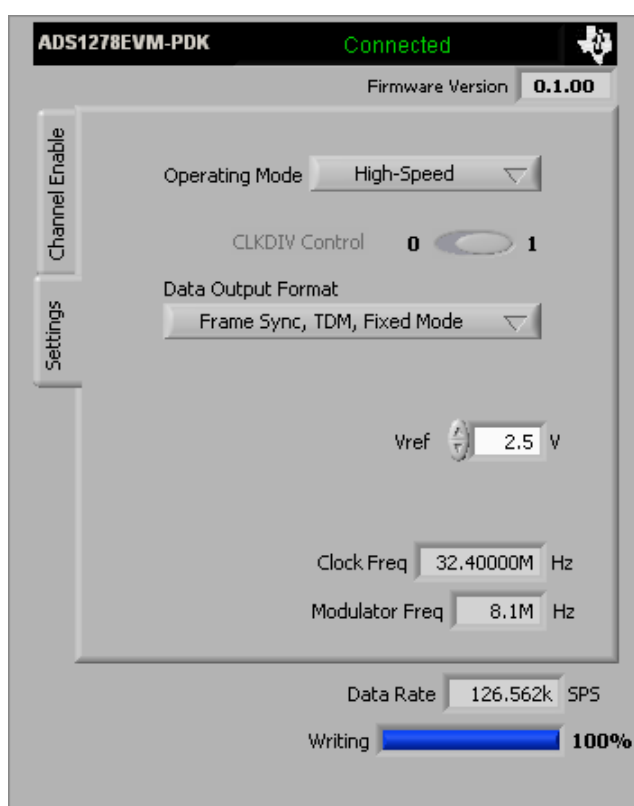 ADS1278EVM-PDK Connected
Firmware Version 0.1.00
Channel Enable
Settings
Operating Mode High-Speed
CLKDIV Control 0 1
Data Output Format
Frame Sync, TDM, Fixed Mode
Vref 2.5 V
Clock Freq 32.40000M Hz
Modulator Freq 8.1M Hz
Data Rate 126.562k SPS
Writing 100%